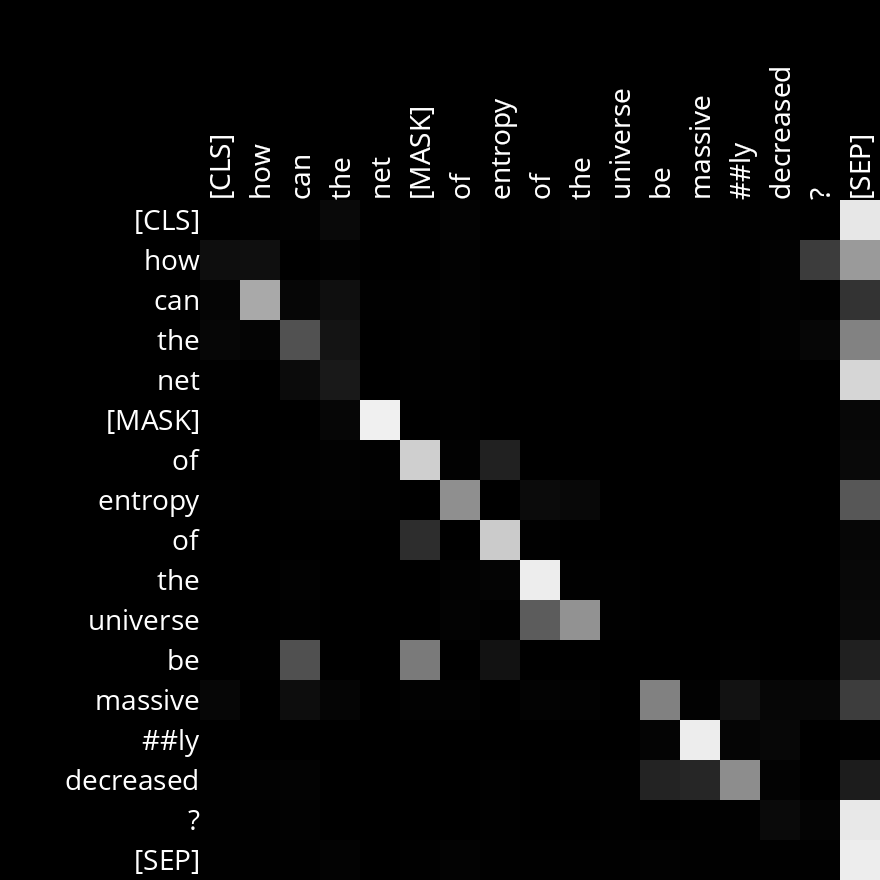 [CLS] how can the net [MASK] of entropy of the universe be massive ##ly decreased ? [SEP]
[CLS]
how
can
the
net
[MASK]
of
entropy
of
the
universe
be
massive
##ly
decreased
?
[SEP]